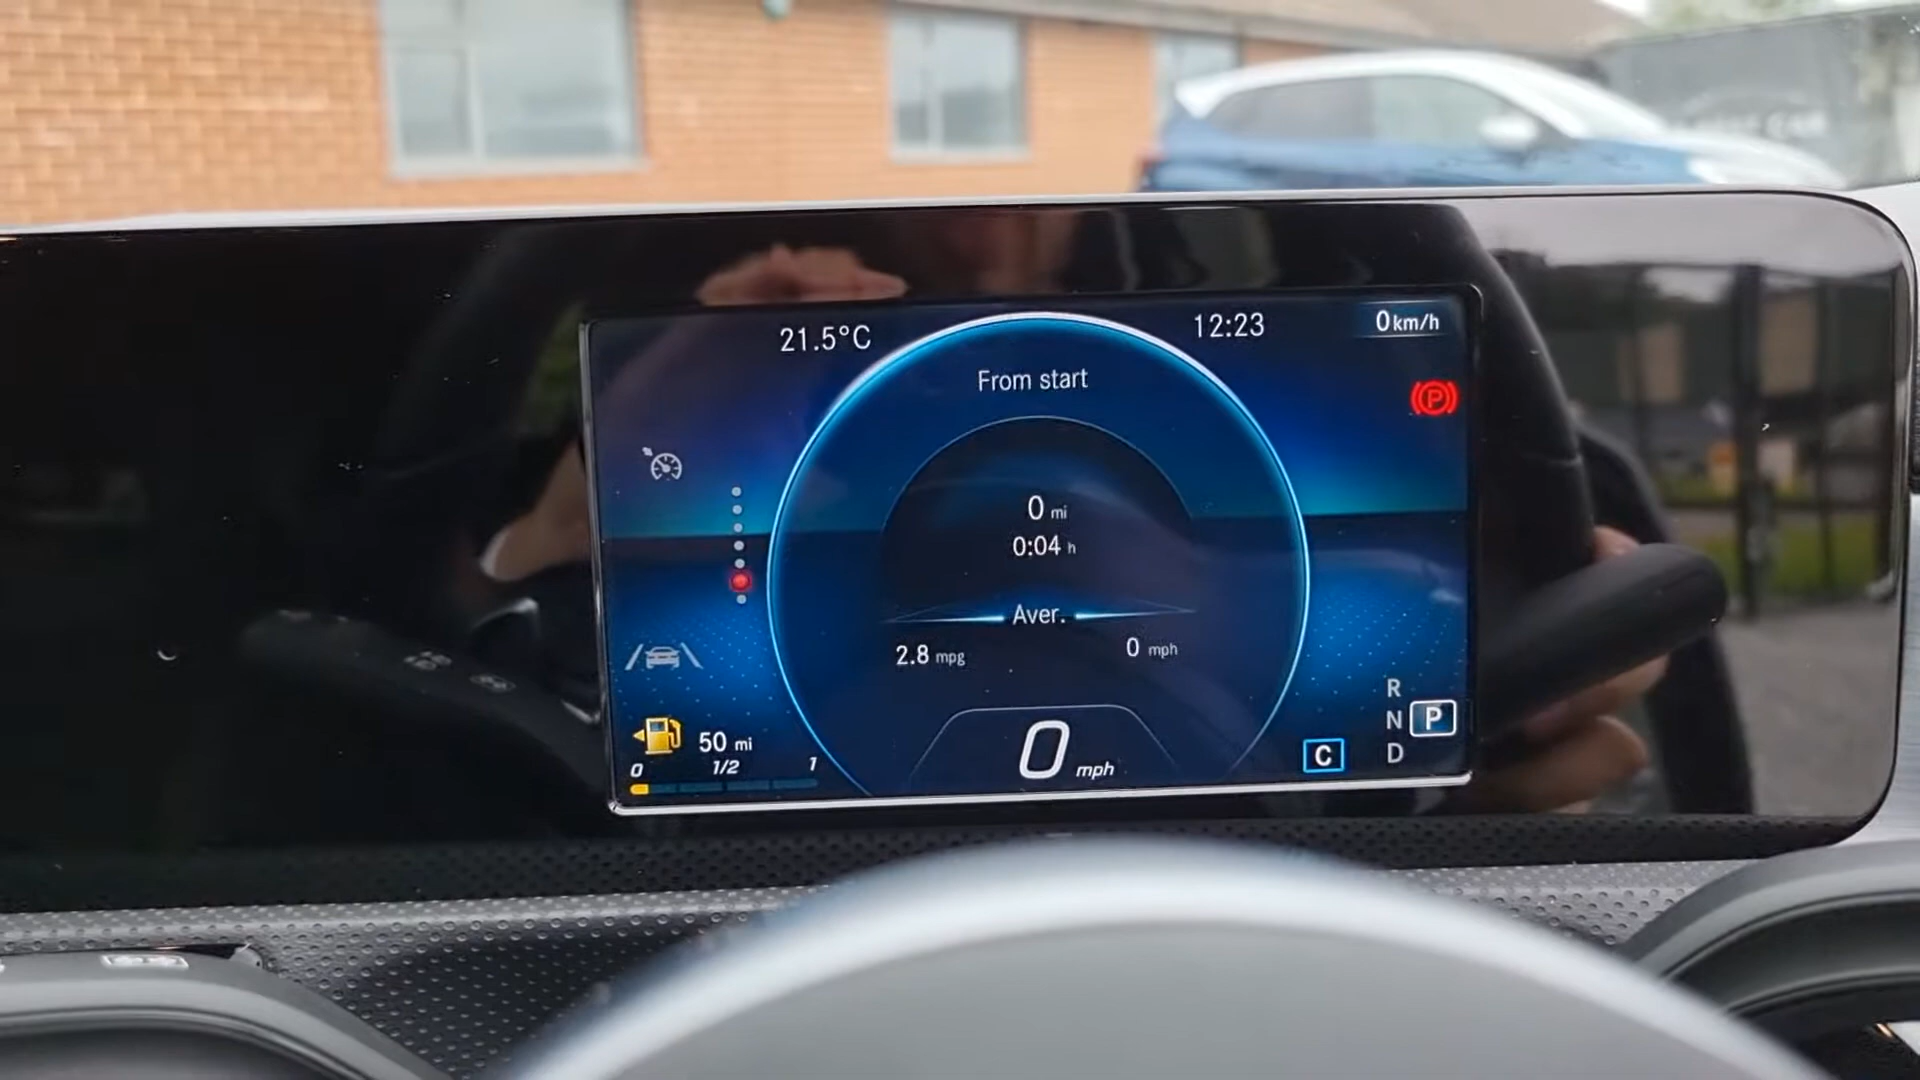 21.5°C
12:23
0 km/h
From start
0 mi
0:04 h
Aver.
2.8 mpg
0 mph
50 mi
0 1/2 1
0 mph
C
R
N P
D